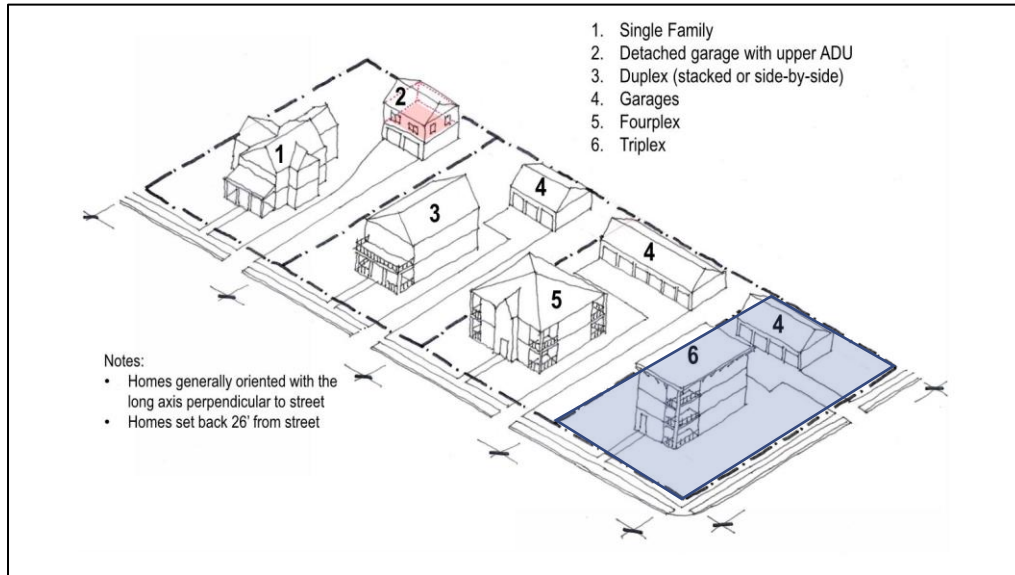 1. Single Family
2. Detached garage with upper ADU
3. Duplex (stacked or side-by-side)
4. Garages
5. Fourplex
6. Triplex
2
1
4
3
4
5
4
6
Notes:
• Homes generally oriented with the
long axis perpendicular to street
• Homes set back 26' from street